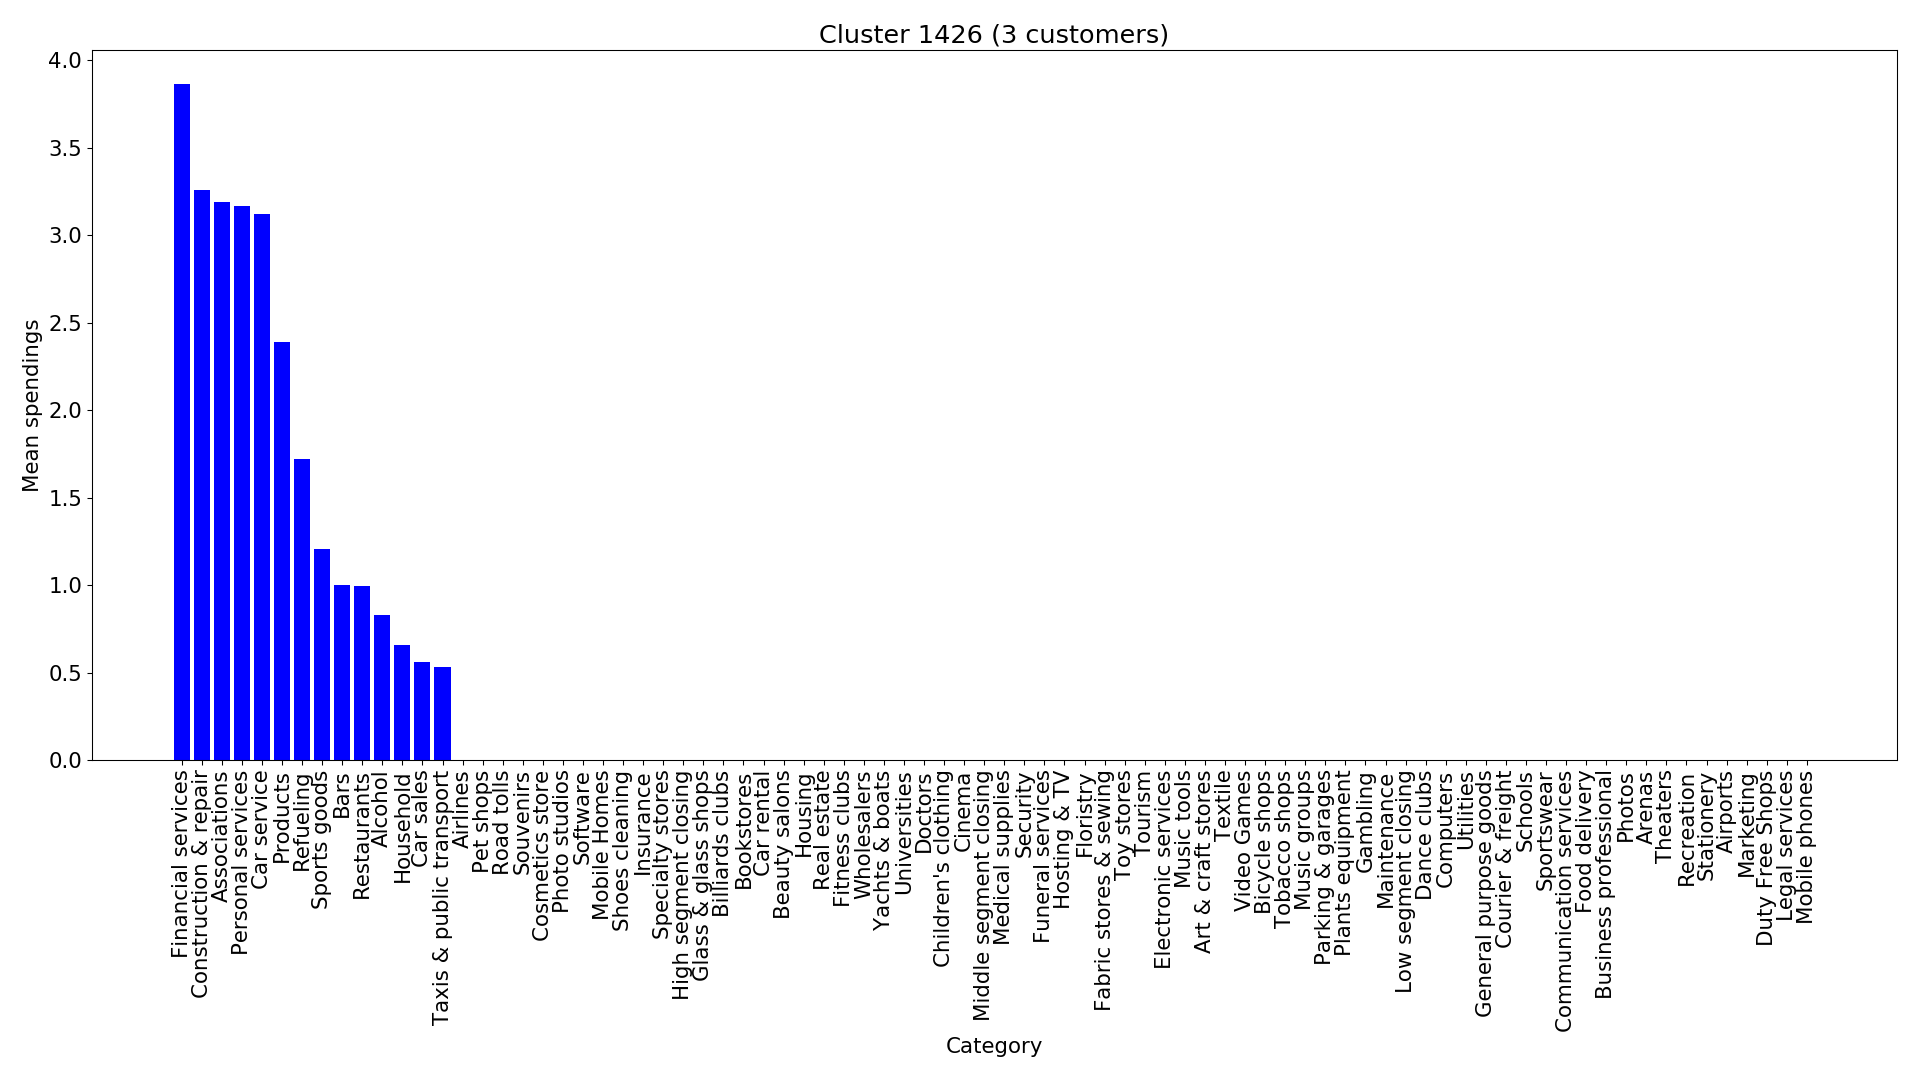 Cluster 1426 (3 customers)
4.0
3.5
3.0
2.5
2.0
1.5
1.0
0.5
0.0
Mean spendings
Financial services
Construction & repair
Associations
Personal services
Car service
Products
Refueling
Sports goods
Bars
Restaurants
Alcohol
Household
Car sales
Taxis & public transport
Airlines
Pet shops
Road tolls
Souvenirs
Cosmetics store
Photo studios
Software
Mobile Homes
Shoes cleaning
Insurance
Specialty stores
High segment closing
Glass & glass shops
Billiards clubs
Bookstores
Car rental
Beauty salons
Housing
Real estate
Fitness clubs
Wholesalers
Yachts & boats
Universities
Doctors
Children's clothing
Cinema
Middle segment closing
Medical supplies
Security
Funeral services
Hosting & TV
Floristry
Fabric stores & sewing
Toy stores
Tourism
Electronic services
Music tools
Art & craft stores
Textile
Video Games
Bicycle shops
Tobacco shops
Music groups
Parking & garages
Plants equipment
Gambling
Maintenance
Low segment closing
Dance clubs
Computers
Utilities
General purpose goods
Courier & freight
Schools
Sportswear
Communication services
Food delivery
Business professional
Photos
Arenas
Theaters
Recreation
Stationery
Airports
Marketing
Duty Free Shops
Legal services
Mobile phones
Category